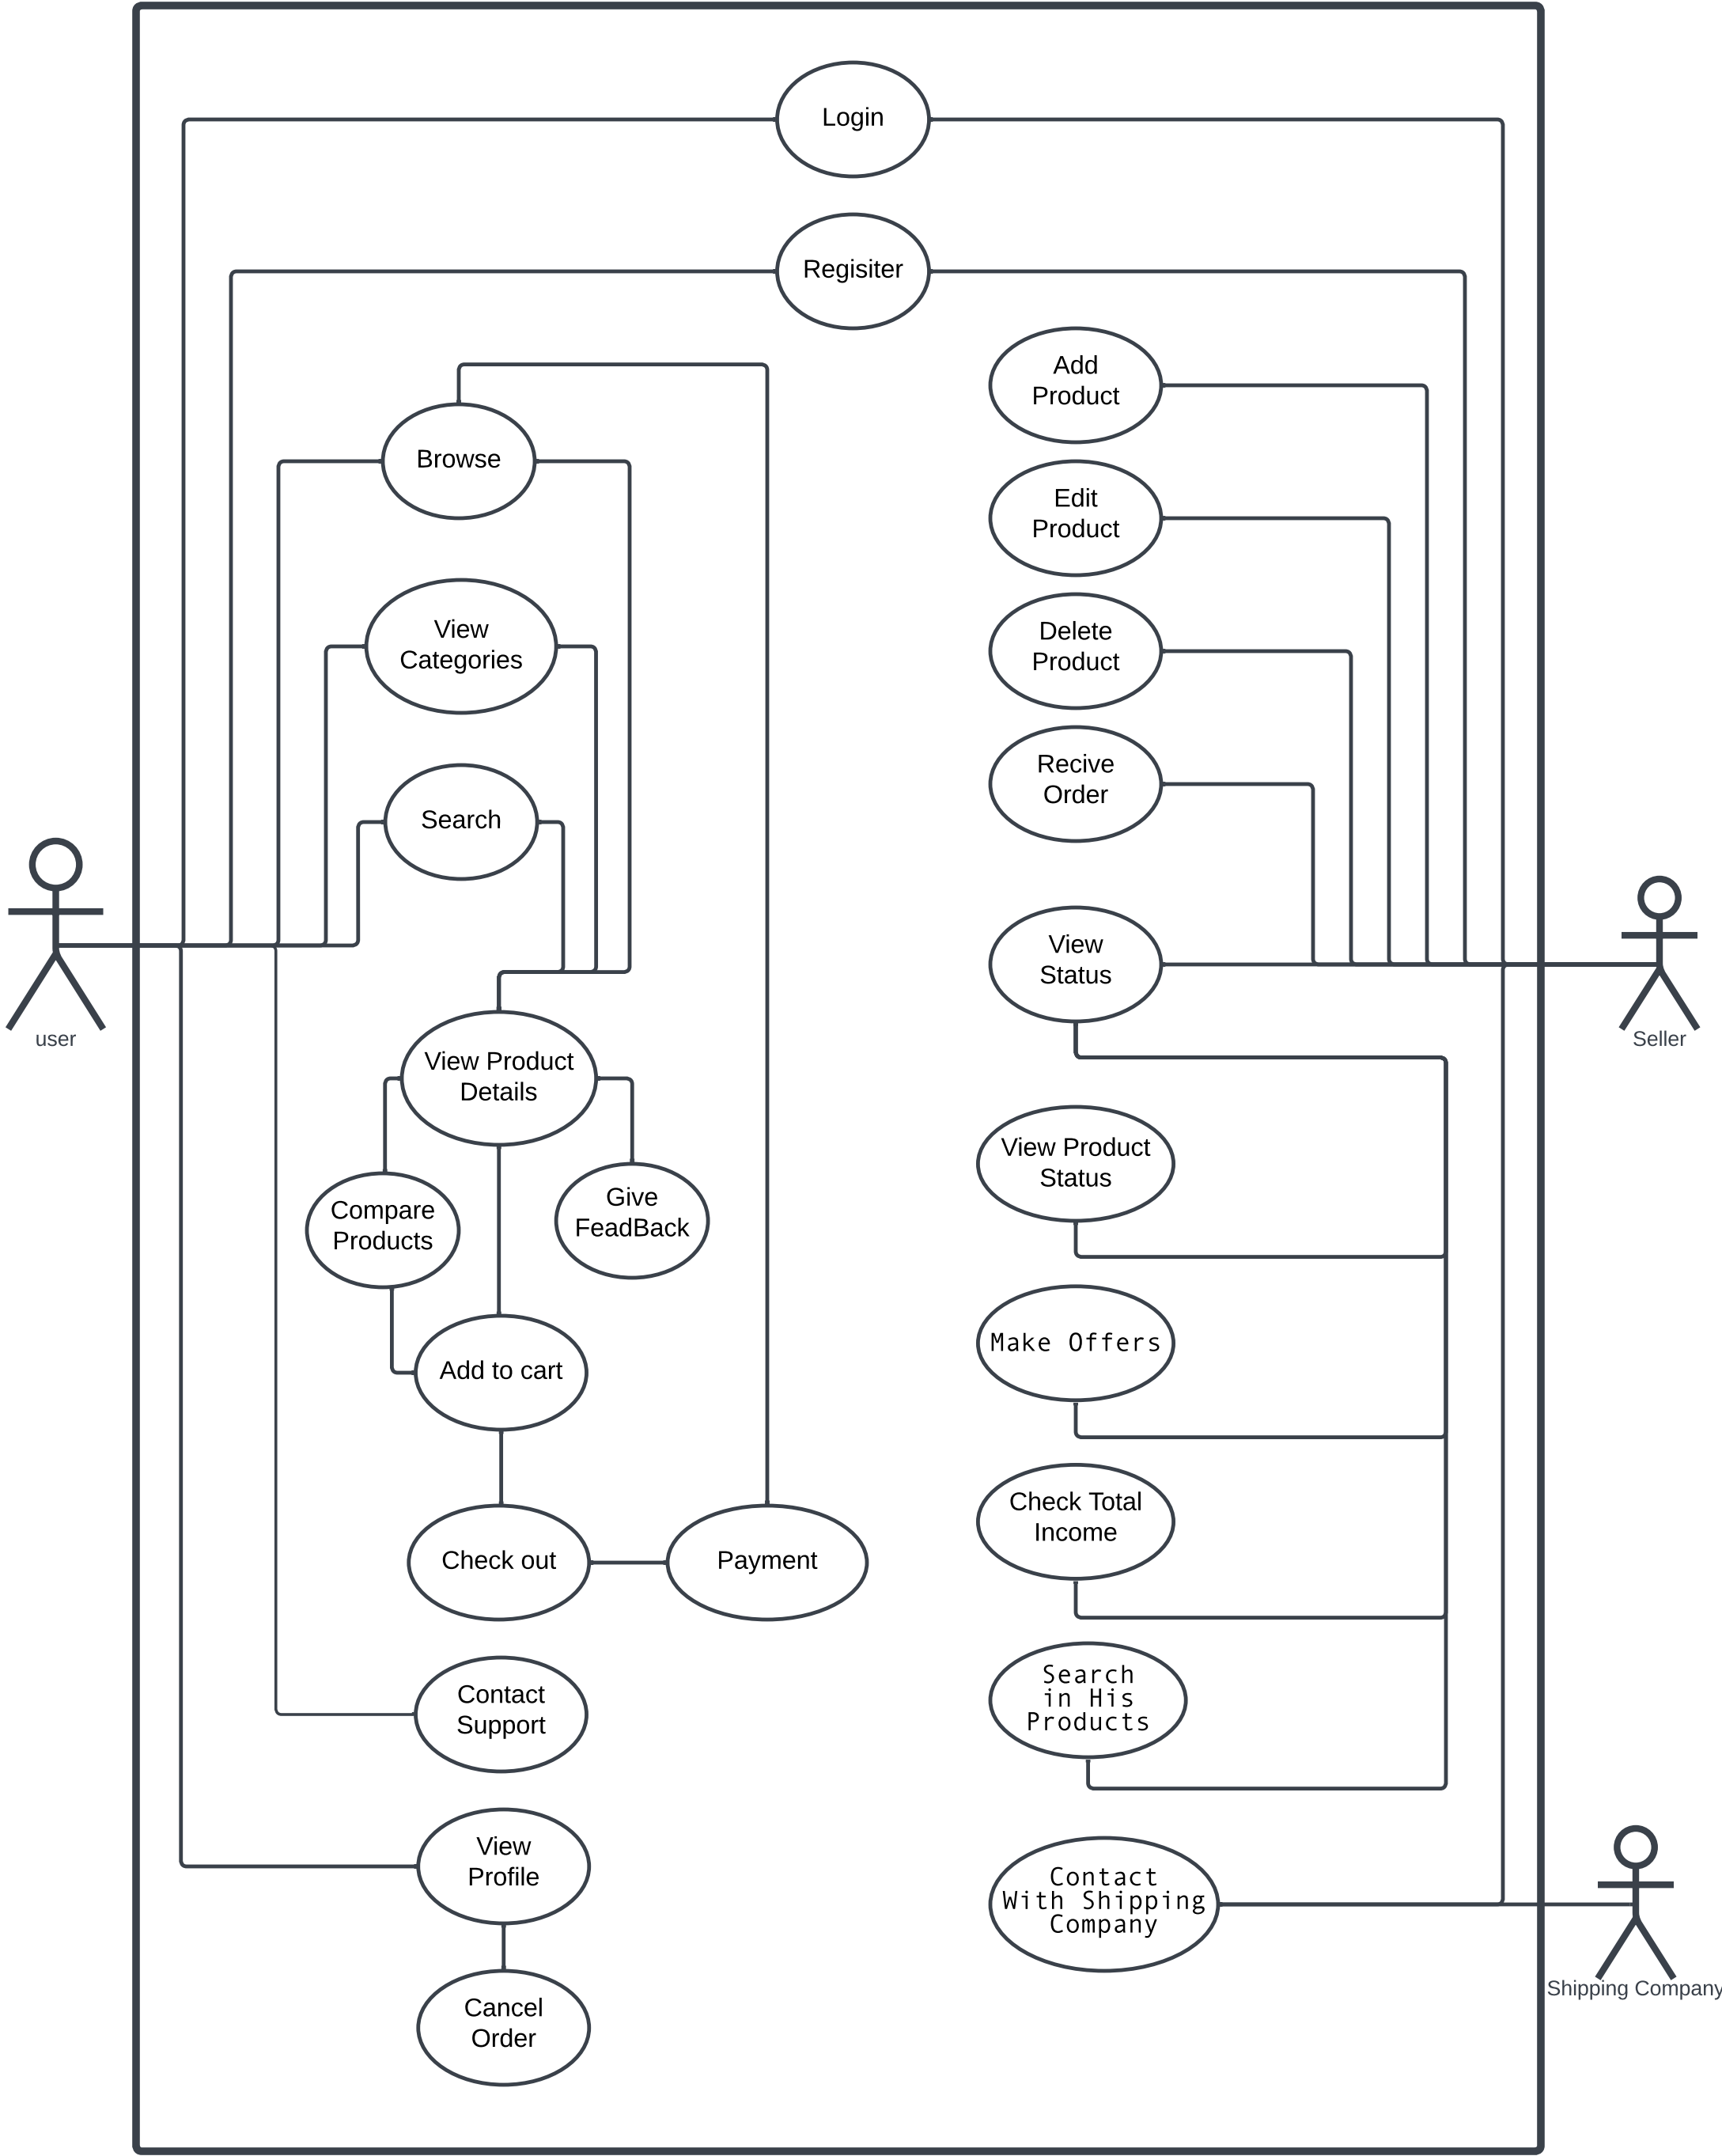 Login
Regisiter
Add
Product
Browse
Edit
Product
View
Categories
Delete
Product
Search
Recive
Order
View
Status
user
Seller
View Product
Details
View Product
Status
Compare
Products
Give
FeadBack
Make Offers
Add to cart
Check Total
Income
Check out
Payment
Search
in His
Products
Contact
Support
View
Profile
Contact
With Shipping
Company
Shipping Company
Cancel
Order